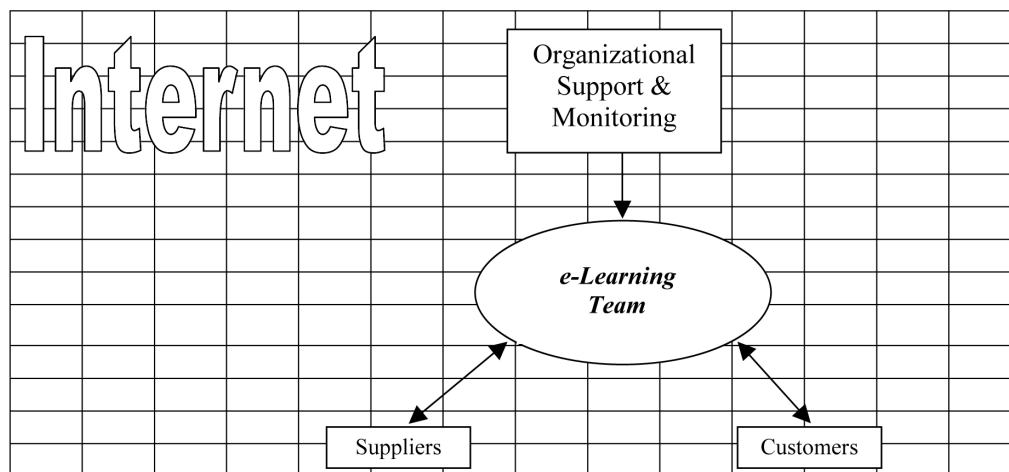 Internet
Organizational
Support &
Monitoring
e-Learning
Team
Suppliers
Customers